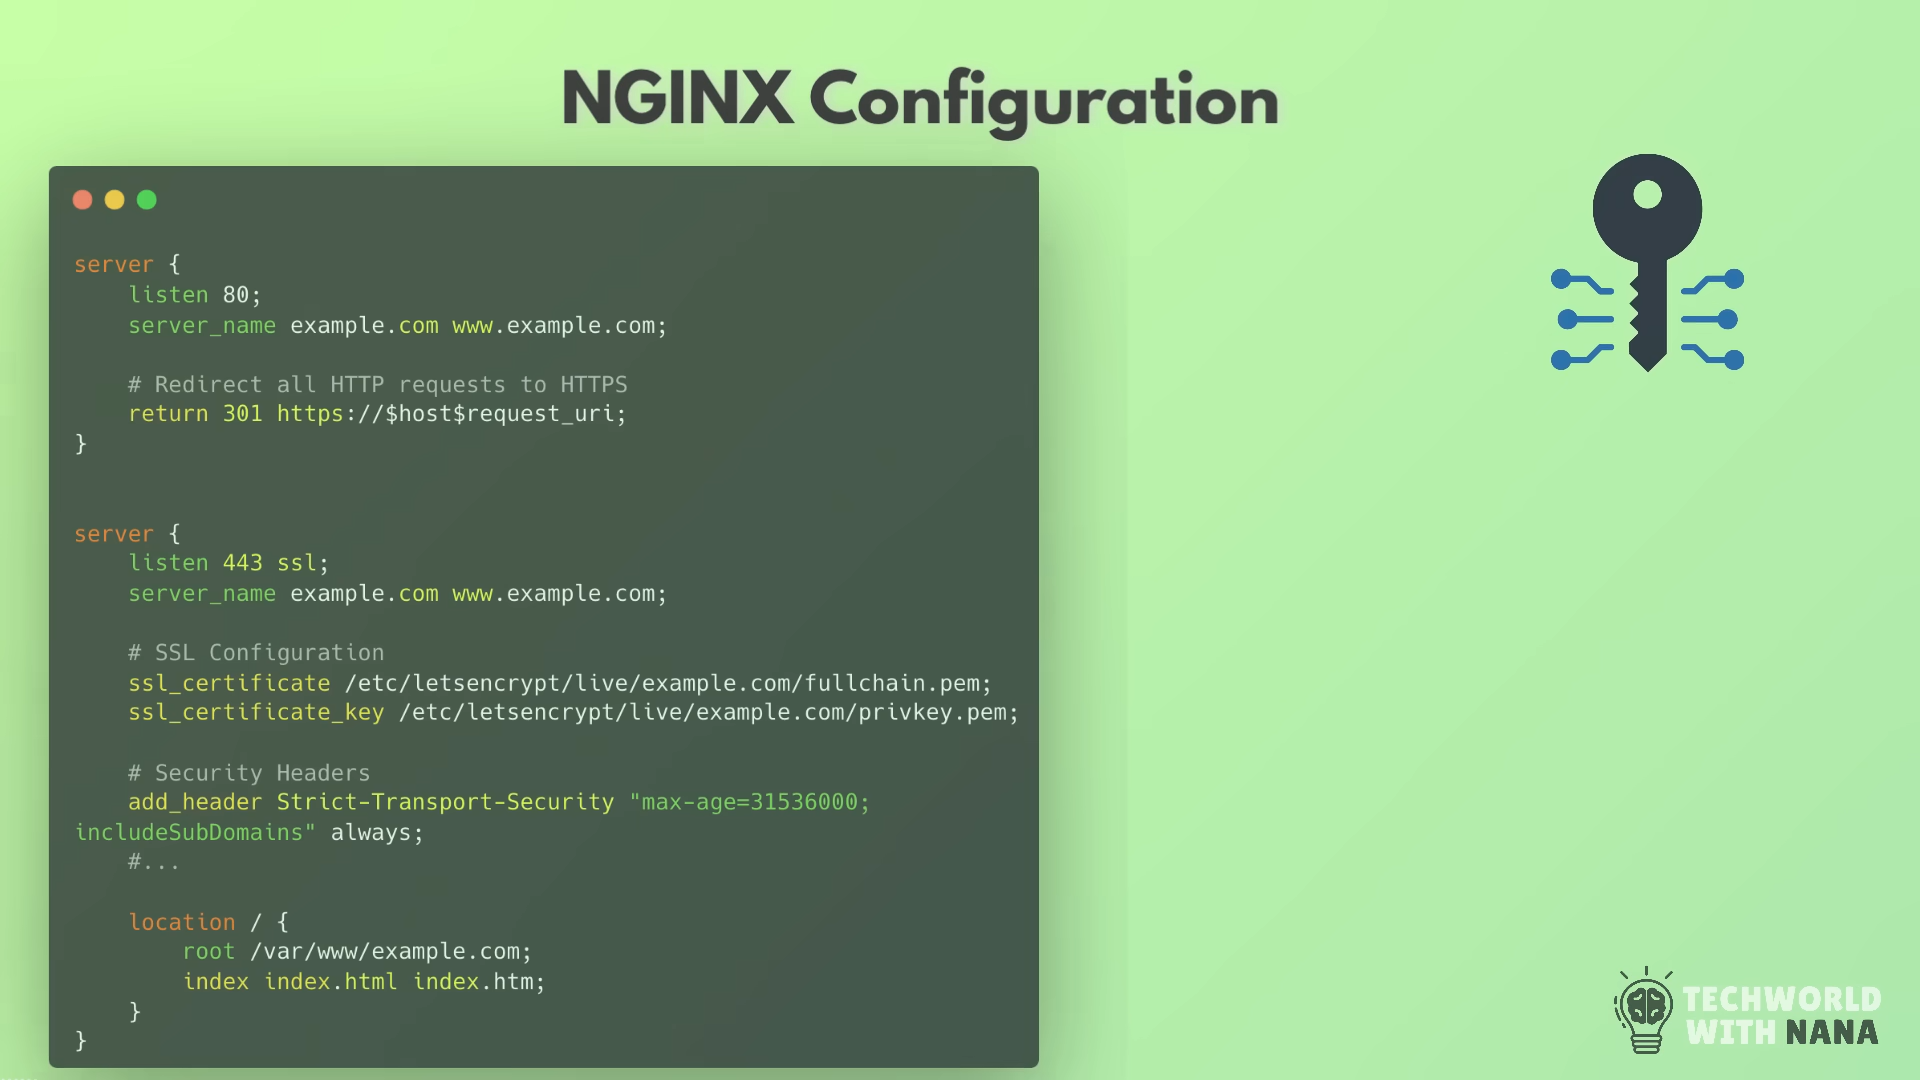 NGINX Configuration
server {
    listen 80;
    server_name example.com www.example.com;
    # Redirect all HTTP requests to HTTPS
    return 301 https://$host$request_uri;
}
server {
    listen 443 ssl;
    server_name example.com www.example.com;
    # SSL Configuration
    ssl_certificate /etc/letsencrypt/live/example.com/fullchain.pem;
    ssl_certificate_key /etc/letsencrypt/live/example.com/privkey.pem;
    # Security Headers
    add_header Strict-Transport-Security "max-age=31536000;
includeSubDomains" always;
    #...
    location / {
        root /var/www/example.com;
        index index.html index.htm;
    }
}
TECHWORLD
WITH NANA